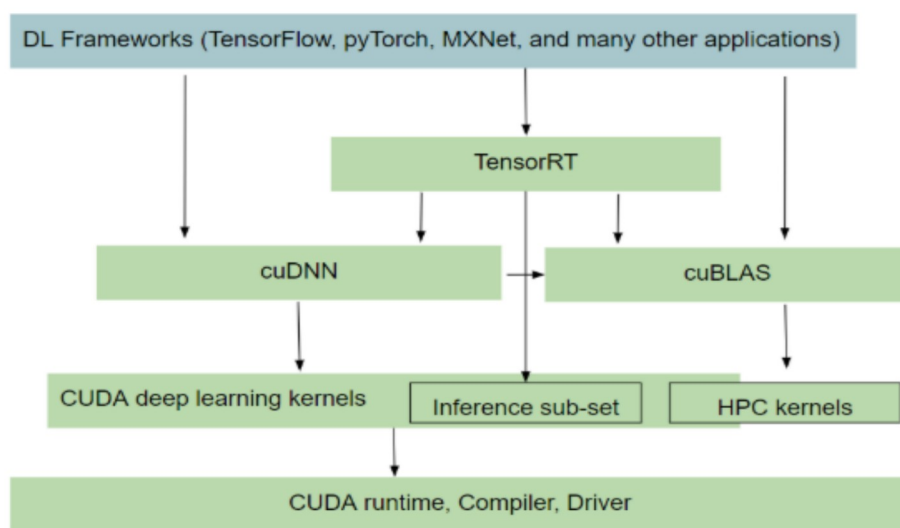 DL Frameworks (TensorFlow, pyTorch, MXNet, and many other applications)
TensorRT
cuDNN
cuBLAS
CUDA deep learning kernels
Inference sub-set
HPC kernels
CUDA runtime, Compiler, Driver